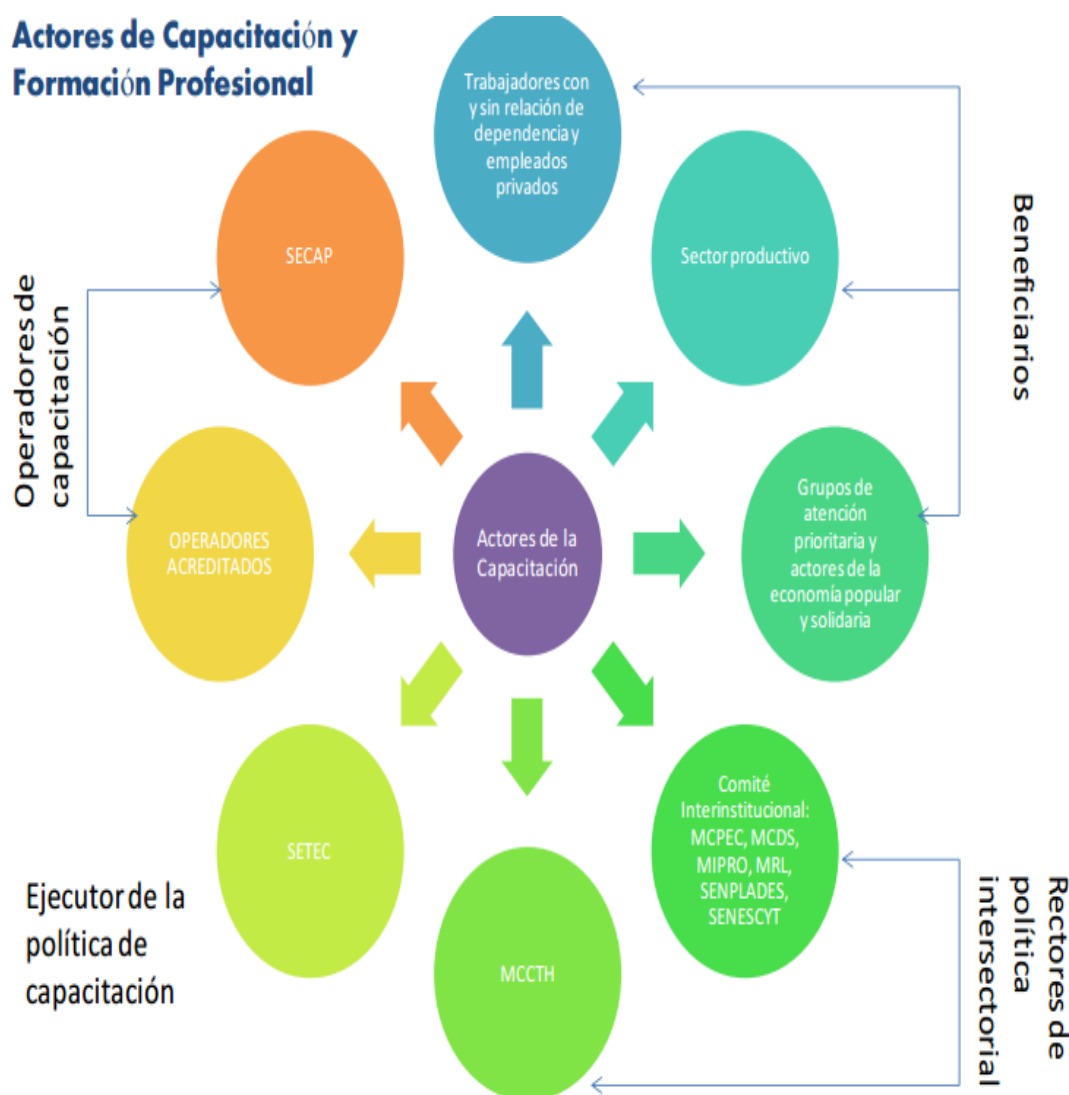 Actores de Capacitación y
Formación Profesional
Trabajadores con
y sin relación de
dependencia y
empleados
privados
Sector productivo
Grupos de
atención
prioritaria y
actores de la
economía popular
y solidaria
Comité
Interinstitucional:
MCPEC, MCDS,
MIPRO, MRL,
SENPLADES,
SENESCYT
MCCTH
SETEC
OPERADORES
ACREDITADOS
SECAP
Actores de la
Capacitación
Operadores de
capacitación
Beneficiarios
Ejecutor de la
política de
capacitación
Rectores de
política
intersectorial